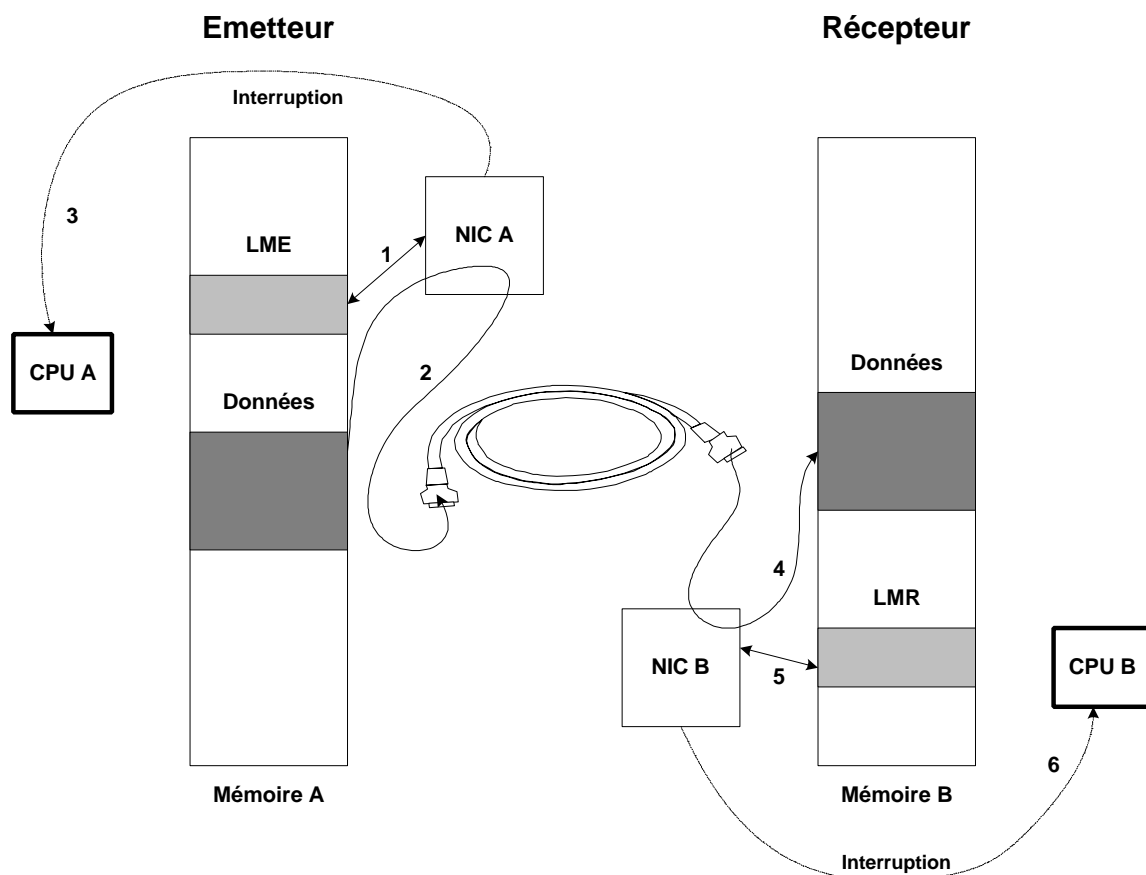 Emetteur
Récepteur
Interruption
3
LME
NIC A
1
CPU A
2
Données
Données
4
LMR
NIC B
5
CPU B
6
Mémoire A
Mémoire B
Interruption